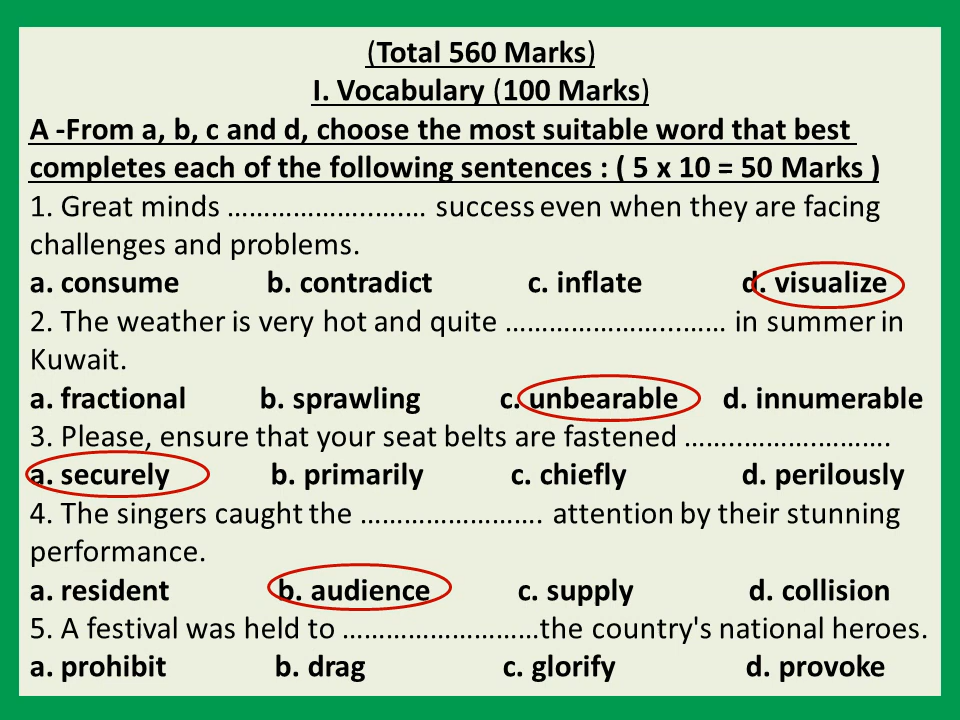 (Total 560 Marks)
I. Vocabulary (100 Marks)
A -From a, b, c and d, choose the most suitable word that best
completes each of the following sentences : ( 5 x 10 = 50 Marks )
1. Great minds ……………….…..… success even when they are facing
challenges and problems.
a. consume b. contradict c. inflate d. visualize
2. The weather is very hot and quite …………………..…… in summer in
Kuwait.
a. fractional b. sprawling c. unbearable d. innumerable
3. Please, ensure that your seat belts are fastened ……..……………….
a. securely b. primarily c. chiefly d. perilously
4. The singers caught the ……………………. attention by their stunning
performance.
a. resident b. audience c. supply d. collision
5. A festival was held to ………………………the country's national heroes.
a. prohibit b. drag c. glorify d. provoke